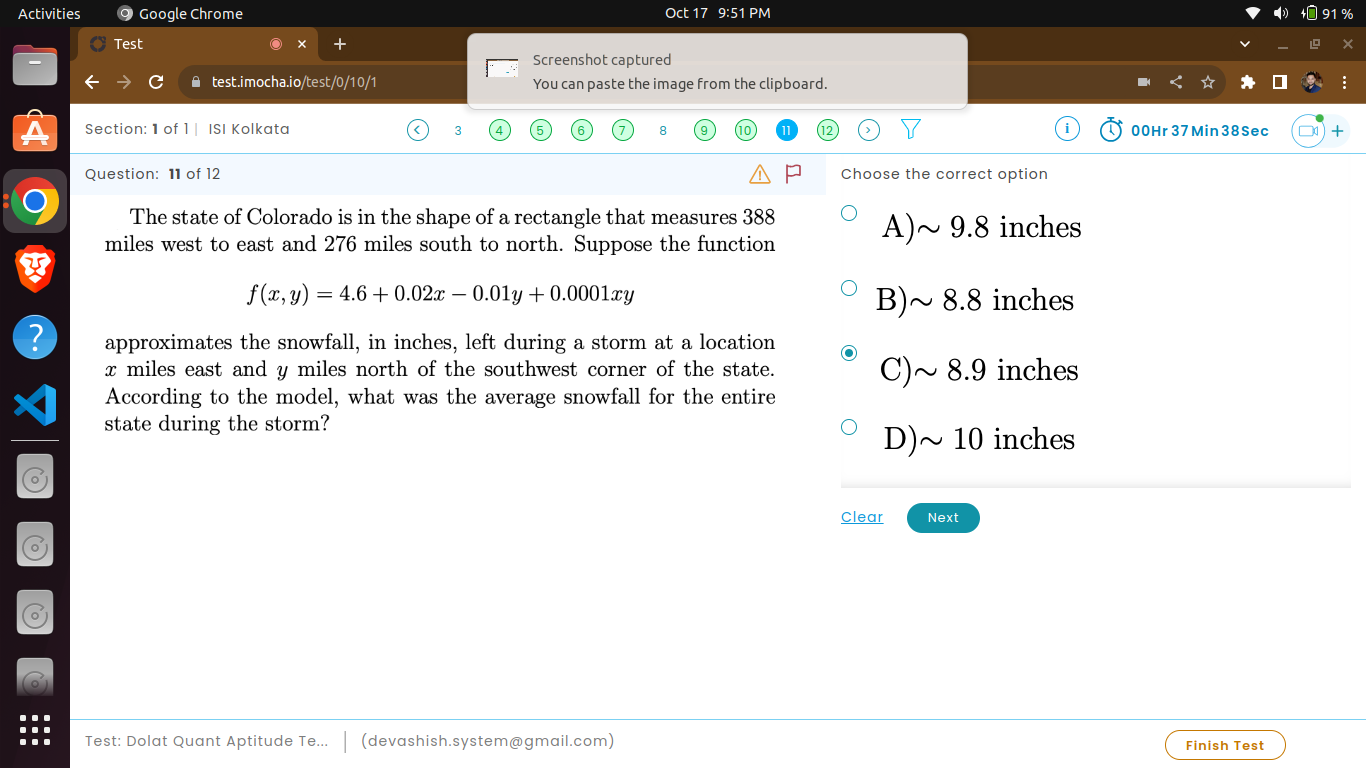 Activities
Google Chrome
Oct 17 9:51 PM
91 %
Test
Screenshot captured
You can paste the image from the clipboard.
test.imocha.io/test/0/10/1
Section: 1 of 1 | ISI Kolkata
3 4 5 6 7 8 9 10 11 12
00Hr 37 Min 38Sec
Question: 11 of 12
The state of Colorado is in the shape of a rectangle that measures 388
miles west to east and 276 miles south to north. Suppose the function
f(x, y) = 4.6 + 0.02x − 0.01y + 0.0001xy
approximates the snowfall, in inches, left during a storm at a location
x miles east and y miles north of the southwest corner of the state.
According to the model, what was the average snowfall for the entire
state during the storm?
Choose the correct option
A)∼ 9.8 inches
B)∼ 8.8 inches
C)∼ 8.9 inches
D)∼ 10 inches
Clear
Next
Test: Dolat Quant Aptitude Te... | (devashish.system@gmail.com)
Finish Test